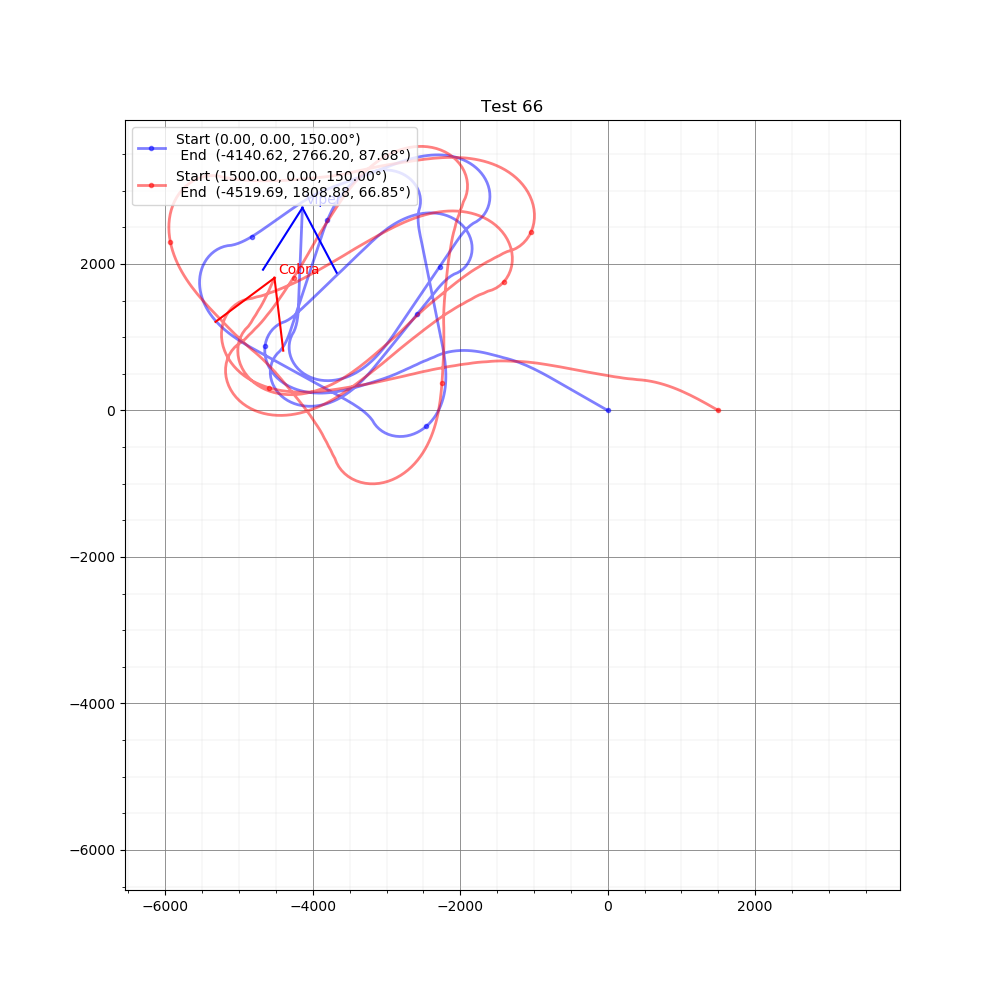 Test 66
Start (0.00, 0.00, 150.00°)
End (-4140.62, 2766.20, 87.68°)
Start (1500.00, 0.00, 150.00°)
End (-4519.69, 1808.88, 66.85°)
Viper
Cobra
2000
0
−2000
−4000
−6000
−6000
−4000
−2000
0
2000